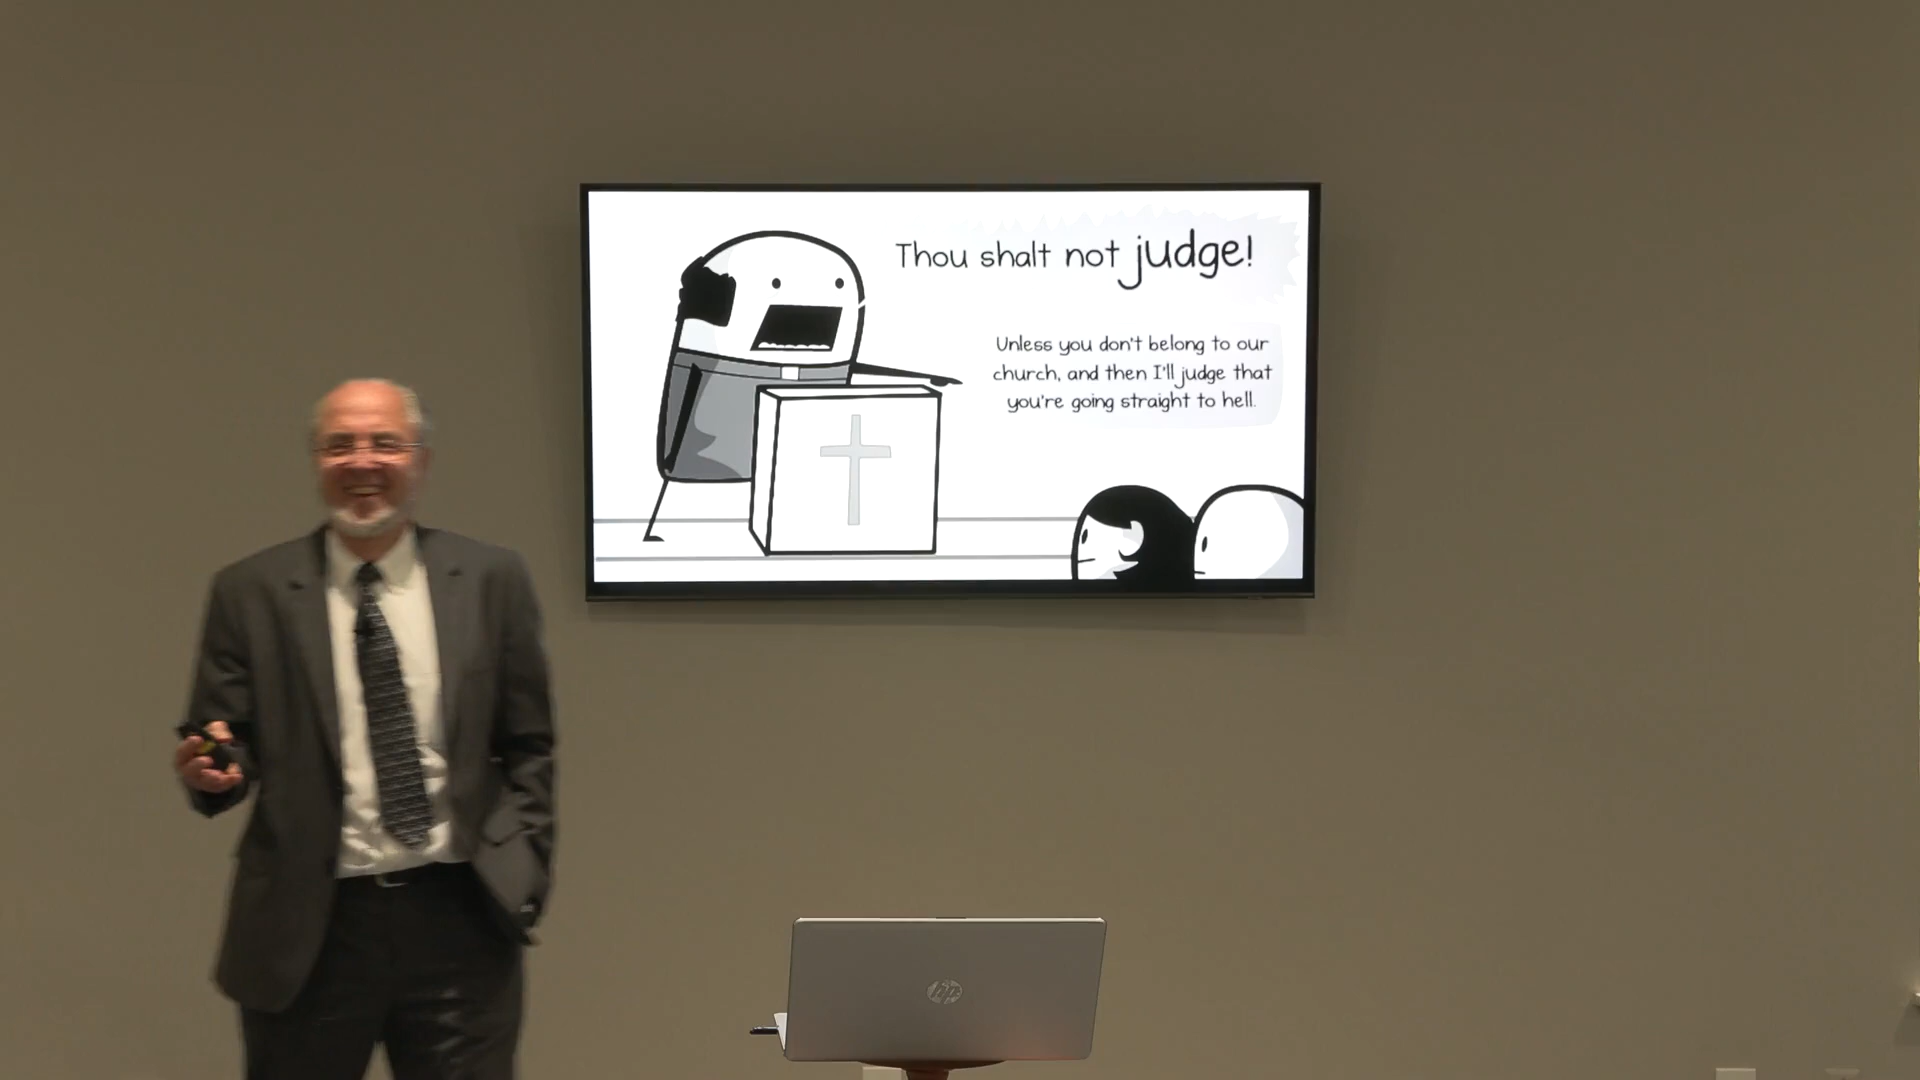 Thou shalt not judge!
Unless you don't belong to our
church, and then I'll judge that
you're going straight to hell.
hp